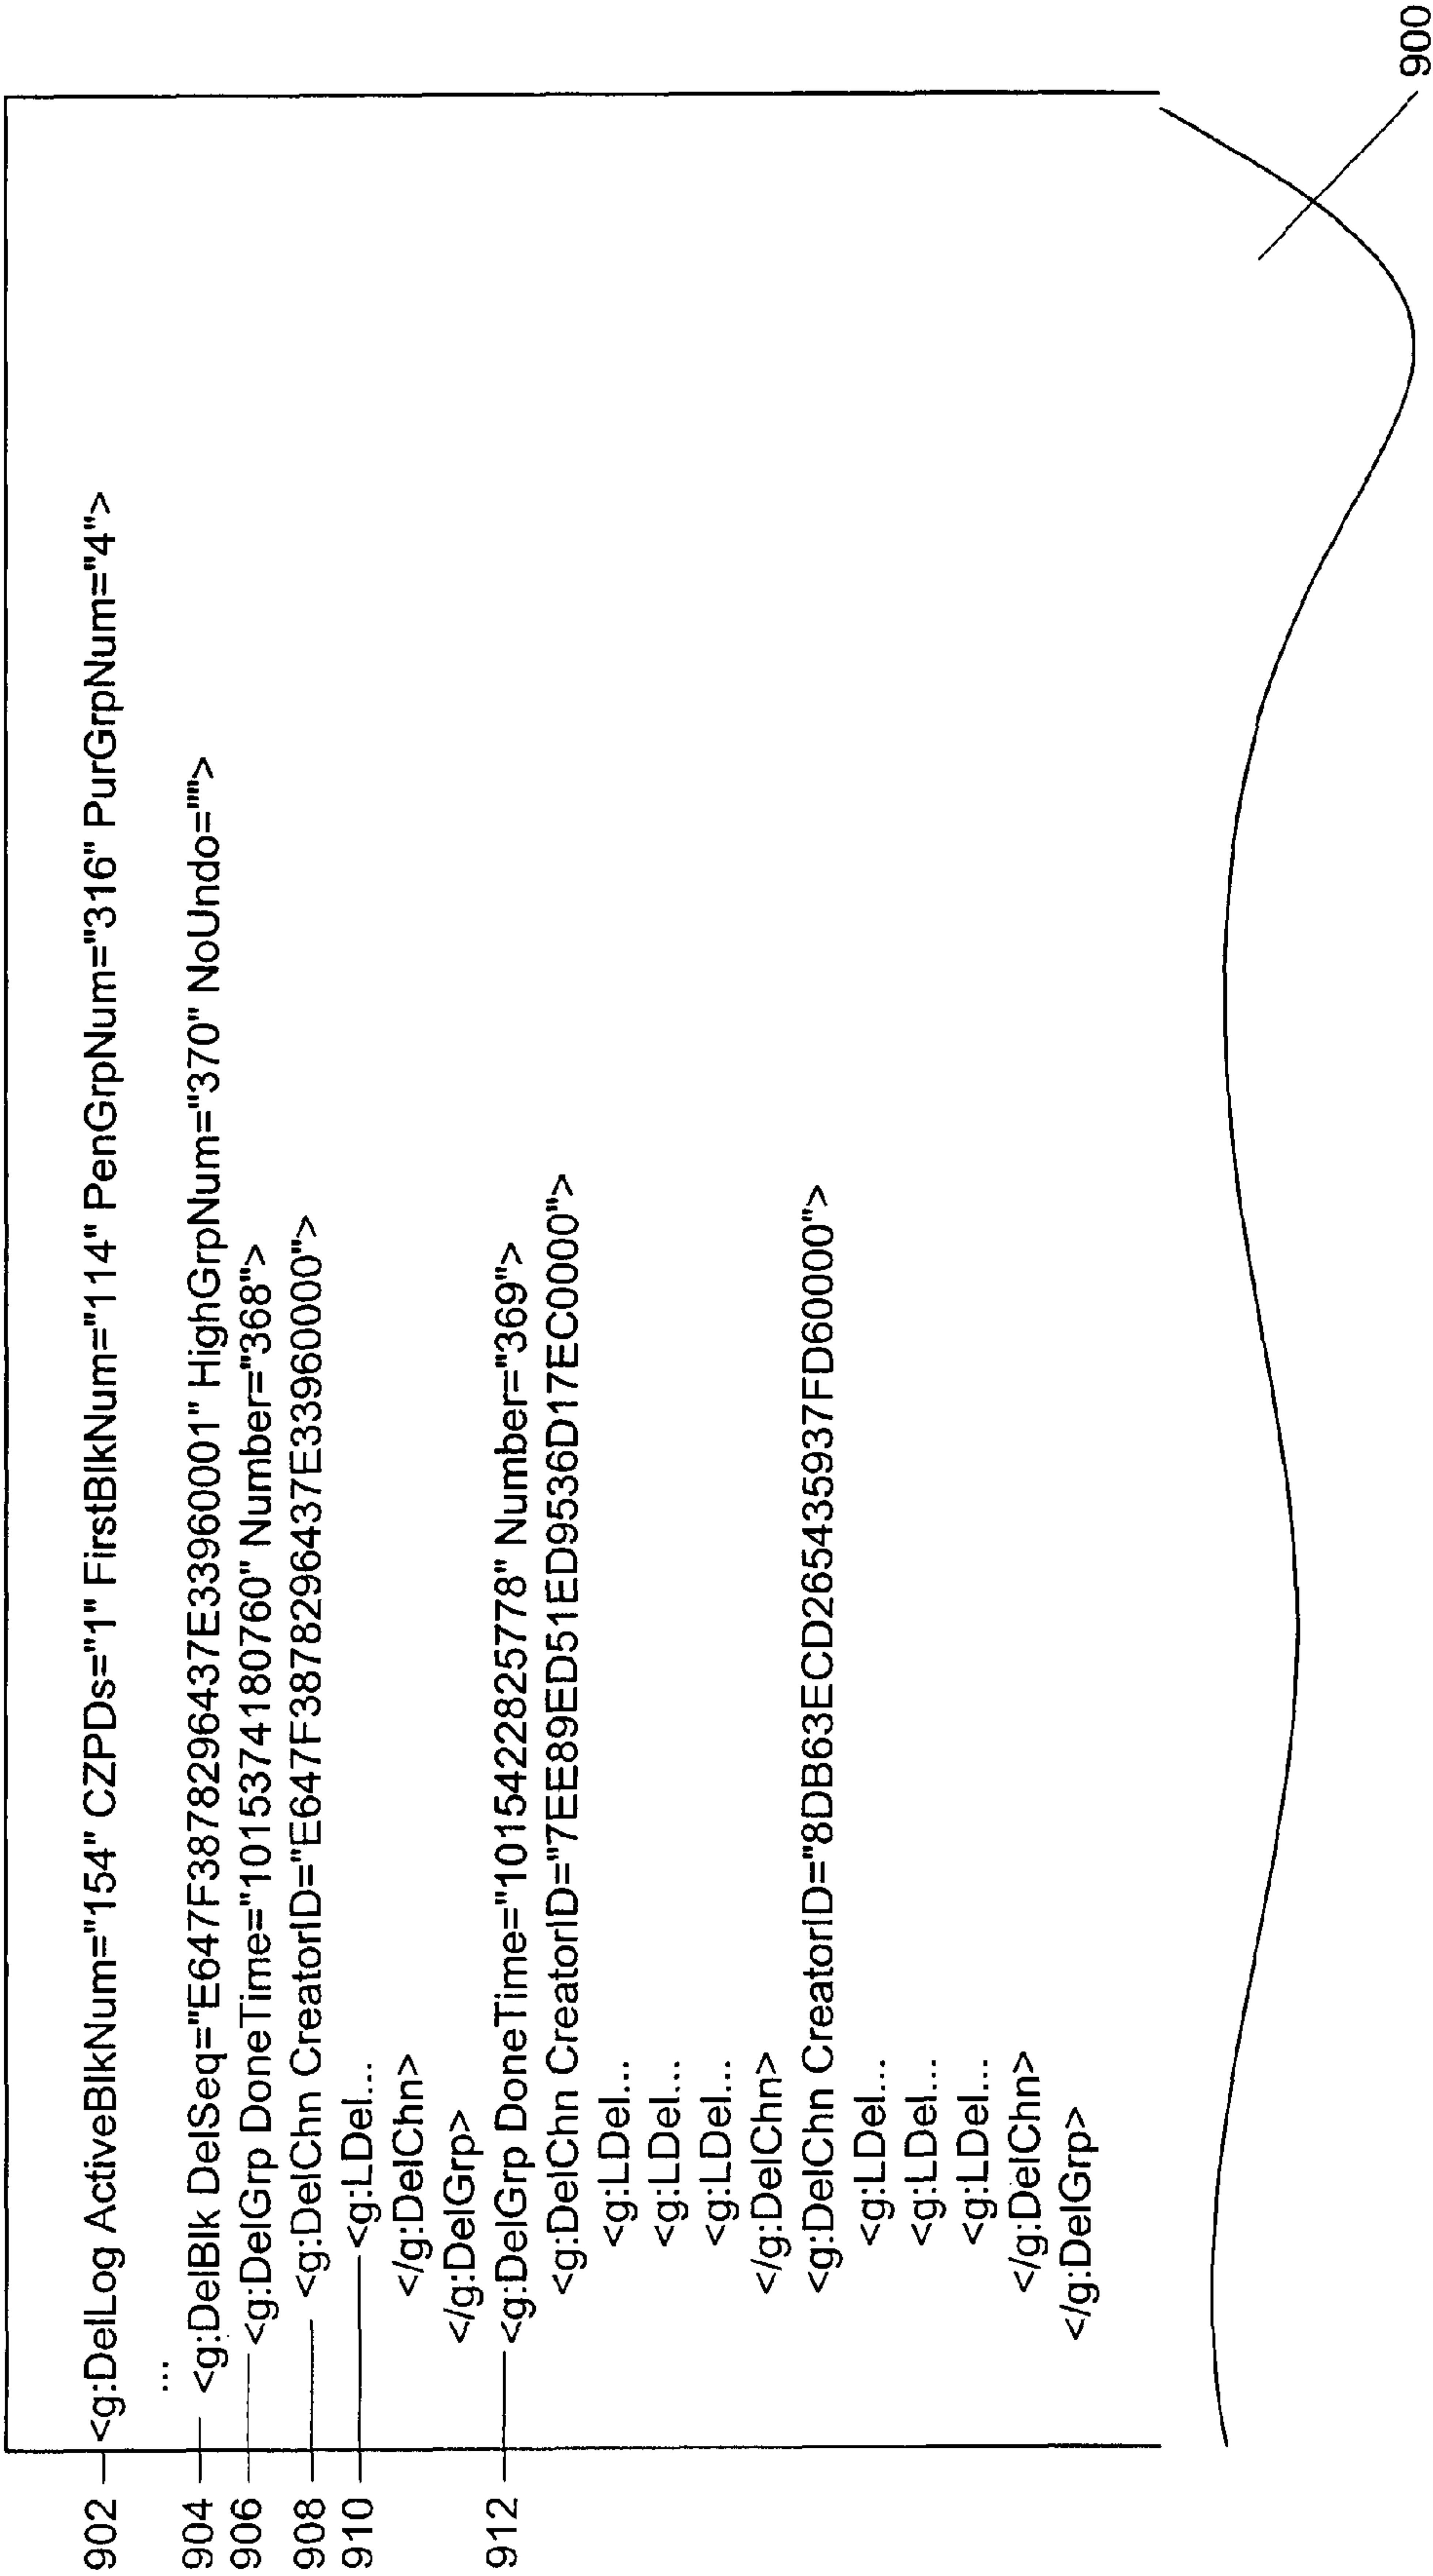 902 <g:DelLog ActiveBlkNum="154" CZPDs="1" FirstBlkNum="114" PenGrpNum="316" PurGrpNum="4">
...
904 <g:DelBlk DelSeq="E647F3878296437E33960001" HighGrpNum="370" NoUndo="">
906 <g:DelGrp DoneTime="1015374180760" Number="368">
908 <g:DelChn CreatorID="E647F3878296437E33960000">
910 <g:LDel...
</g:DelChn>
</g:DelGrp>
912 <g:DelGrp DoneTime="1015422825778" Number="369">
<g:DelChn CreatorID="7EE89ED51ED9536D17EC0000">
<g:LDel...
<g:LDel...
<g:LDel...
</g:DelChn>
<g:DelChn CreatorID="8DB63ECD265435937FD60000">
<g:LDel...
<g:LDel...
<g:LDel...
</g:DelChn>
</g:DelGrp>
900